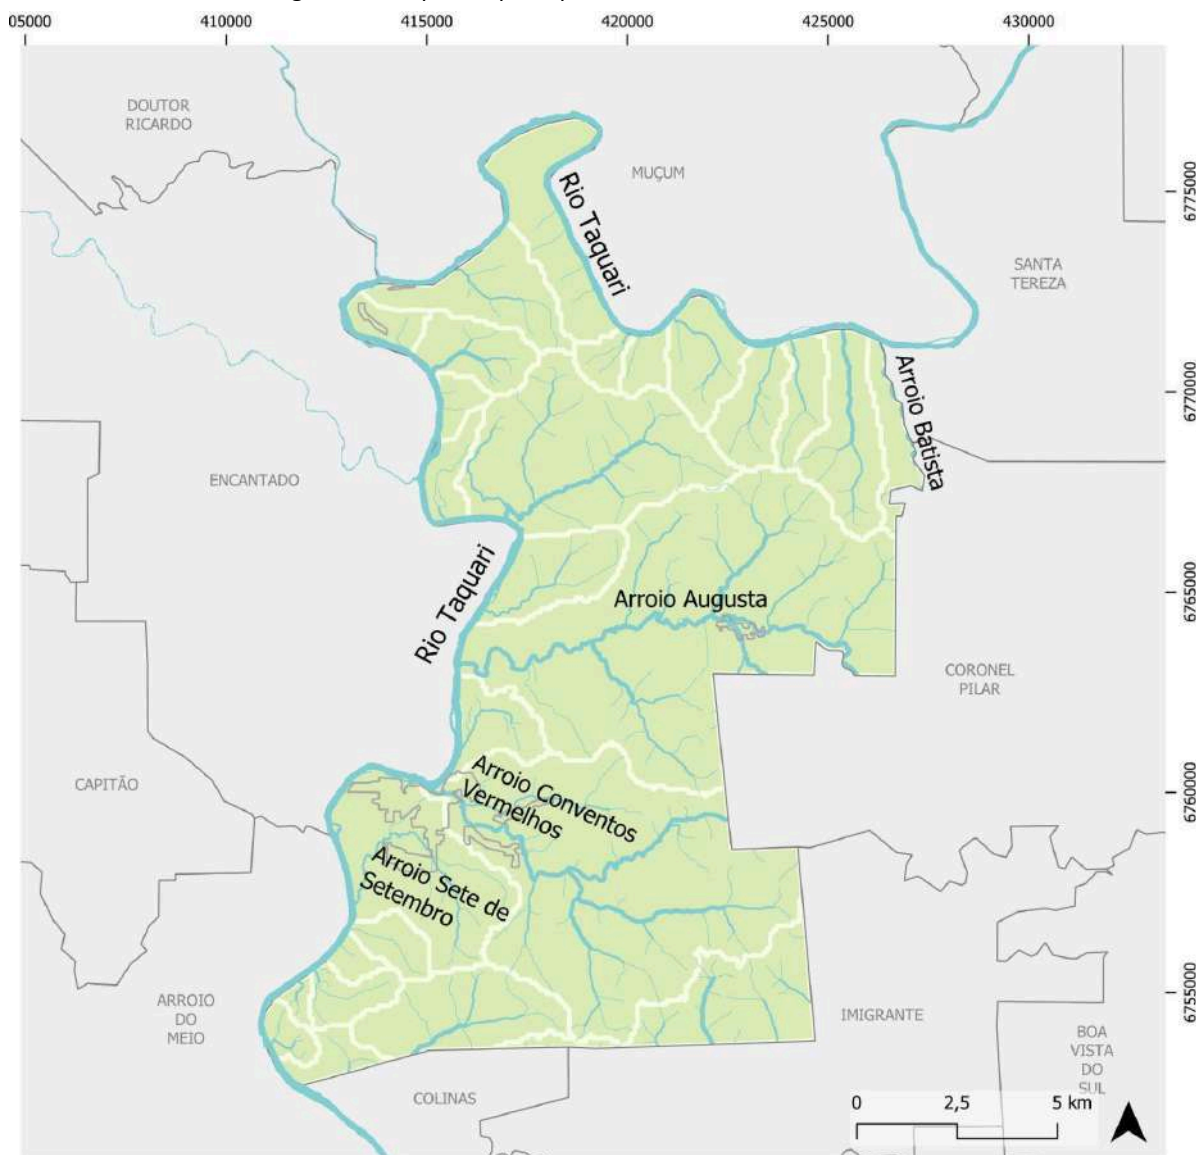 05000
410000
415000
420000
425000
430000
DOUTOR
RICARDO
MUÇUM
Rio Taquari
6775000
SANTA
TEREZA
Arroio Batista
6770000
ENCANTADO
Rio Taquari
Arroio Augusta
6765000
CORONEL
PILAR
CAPITÃO
Arroio Conventos
Vermelhos
6760000
Arroio Sete de
Setembro
ARROIO
DO
MEIO
6755000
IMIGRANTE
BOA
VISTA
DO
SUL
COLINAS
0
2,5
5 km